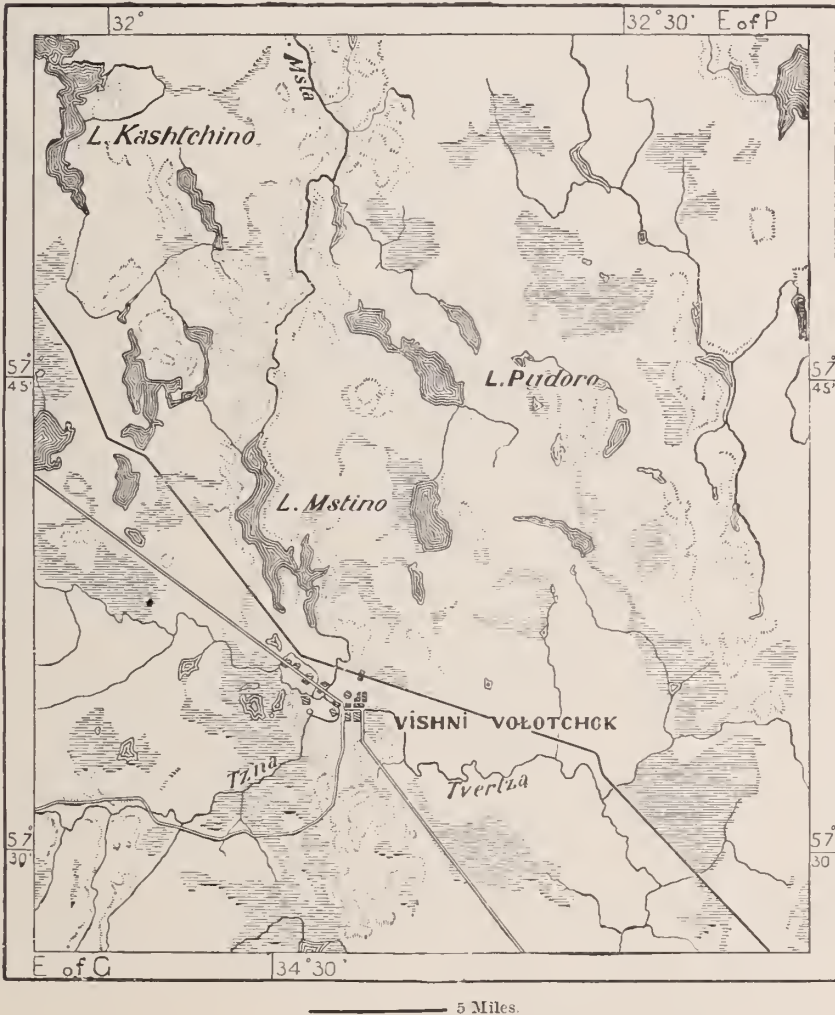 32°
32°30' E of P
Msta
L. Kashtchino
57°
45'
57°
45'
L. Pudoro
L. Mstino
VISHNI VOLOTCHOK
Tzna
Tvertza
57°
30'
57°
30'
E of G
34°30'
5 Miles.